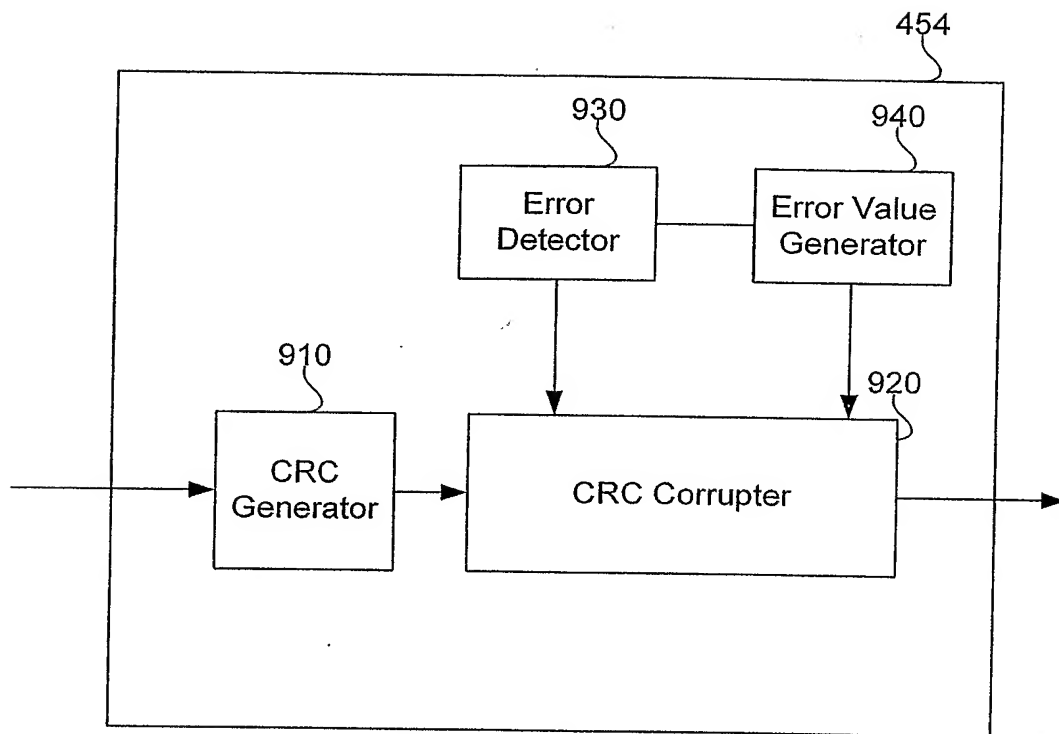 454
930
940
Error
Detector
Error Value
Generator
910
920
CRC
Generator
CRC Corrupter